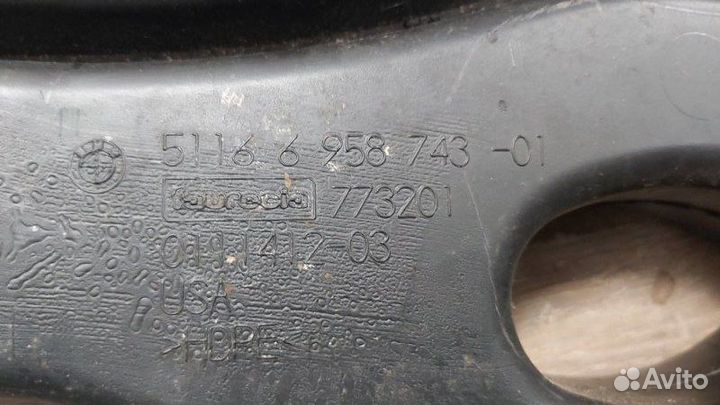 5116 6 958 743 -01
faurecia 773201
0191412-03
USA
>HDPE<
Avito